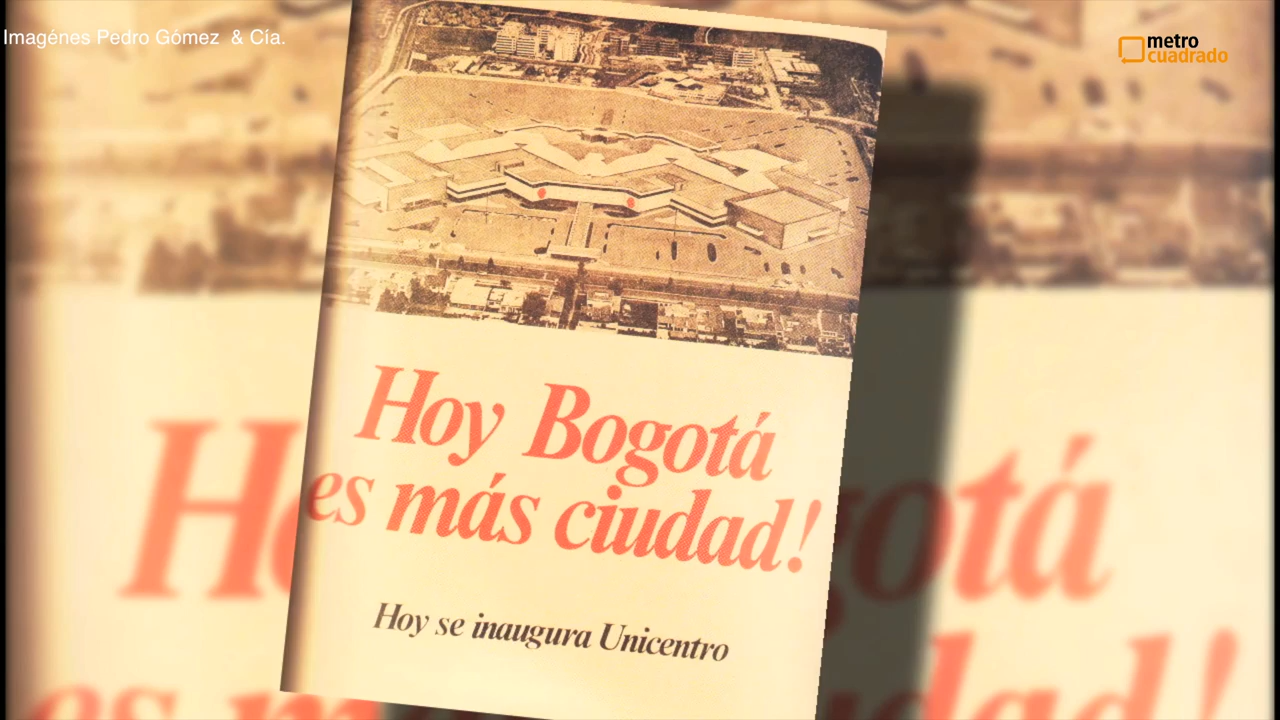 Imagénes Pedro Gómez & Cía.
metro
cuadrado
Hoy Bogotá
es más ciudad!
Hoy se inaugura Unicentro